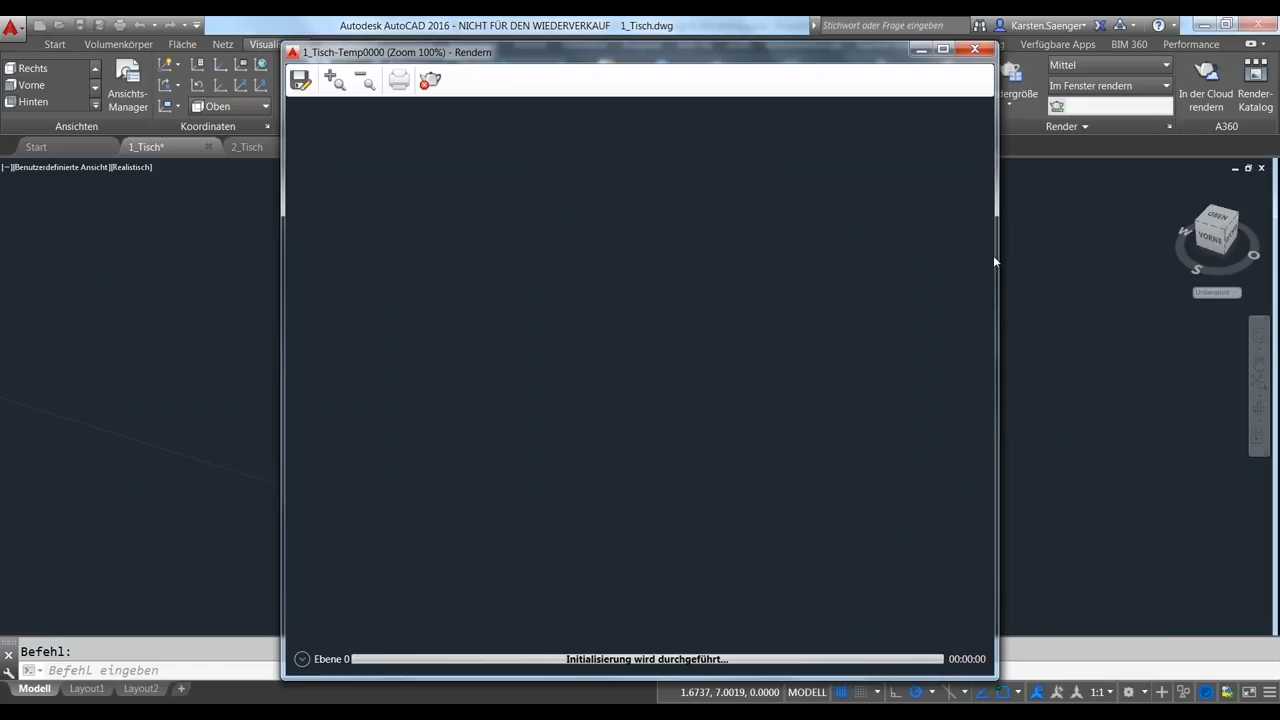 Autodesk AutoCAD 2016 - NICHT FÜR DEN WIEDERVERKAUF 1_Tisch.dwg
Stichwort oder Frage eingeben
Karsten.Saenger
Start
Volumenkörper
Fläche
Netz
Verfügbare Apps
BIM 360
Performance
1_Tisch-Temp0000 (Zoom 100%) - Rendern
Rechts
Vorne
Hinten
Ansichts-
Manager
Oben
Ansichten
Koordinaten
Mittel
Im Fenster rendern
In der Cloud
rendern
Render-
Katalog
Render
A360
Start
1_Tisch*
2_Tisch
[−][Benutzerdefinierte Ansicht][Realistisch]
OBEN
VORNE
W
S
O
Ebene 0
Initialisierung wird durchgeführt...
00:00:00
Befehl:
Befehl eingeben
Modell
Layout1
Layout2
+
1.6737, 7.0019, 0.0000
MODELL
1:1